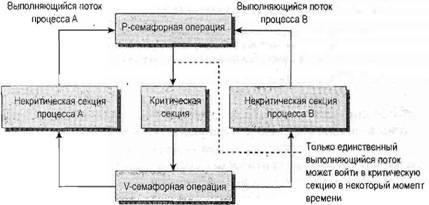 Выполняющийся поток
процесса А
Выполняющийся поток
процесса В
Р-семафорная операция
Некритическая секция
процесса А
Критическая
секция
Некритическая секция
процесса В
Только единственный
выполняющийся поток
может войти в критическую
секцию в некоторый момент
времени
V-семафорная операция